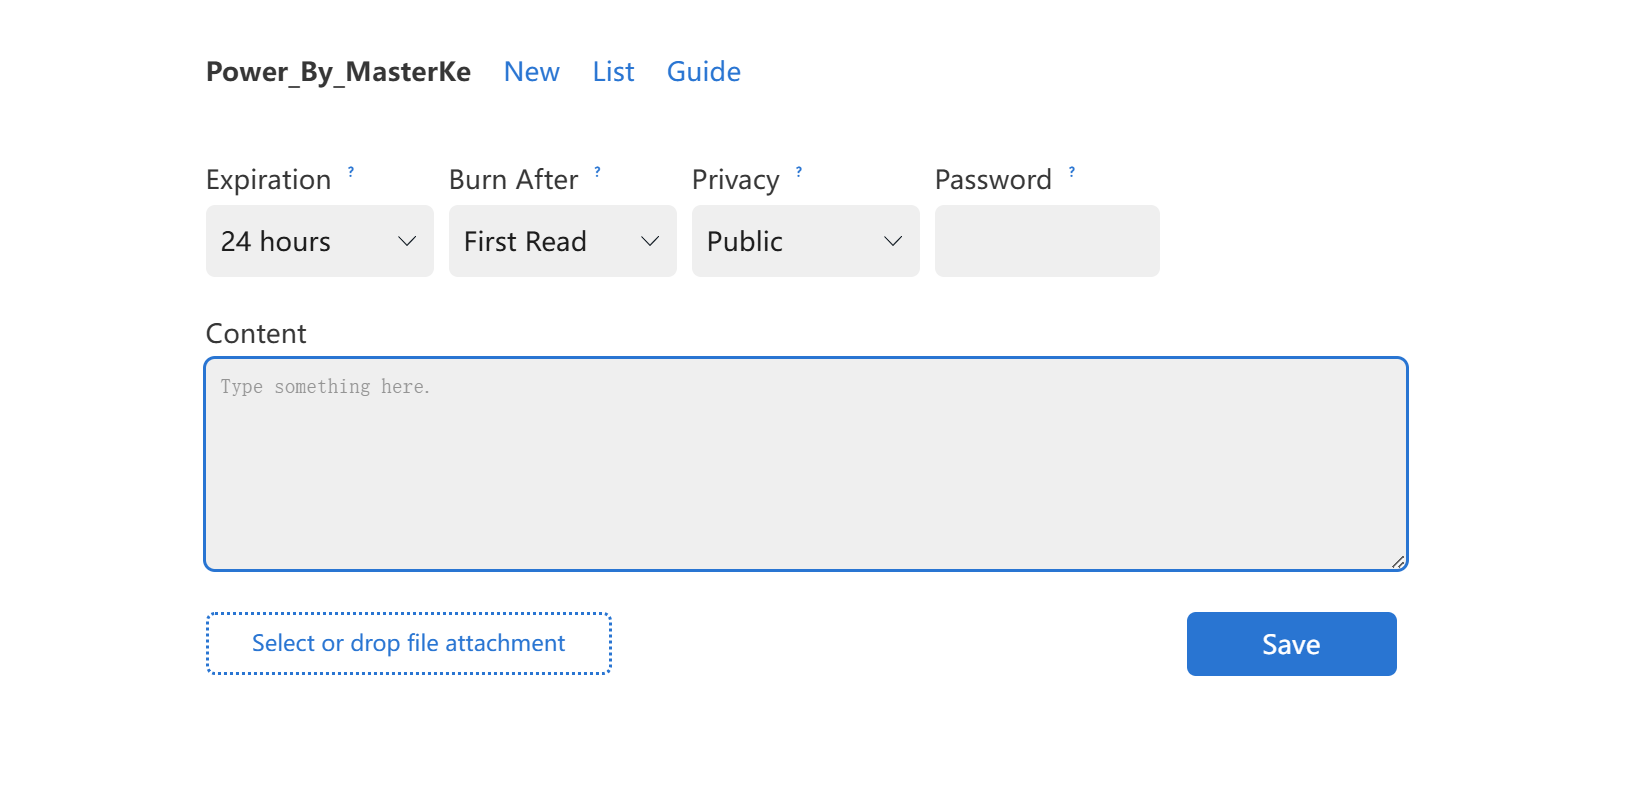 Power_By_MasterKe New List Guide
Expiration ? Burn After ? Privacy ? Password ?
24 hours First Read Public
Content
Type something here.
Select or drop file attachment Save